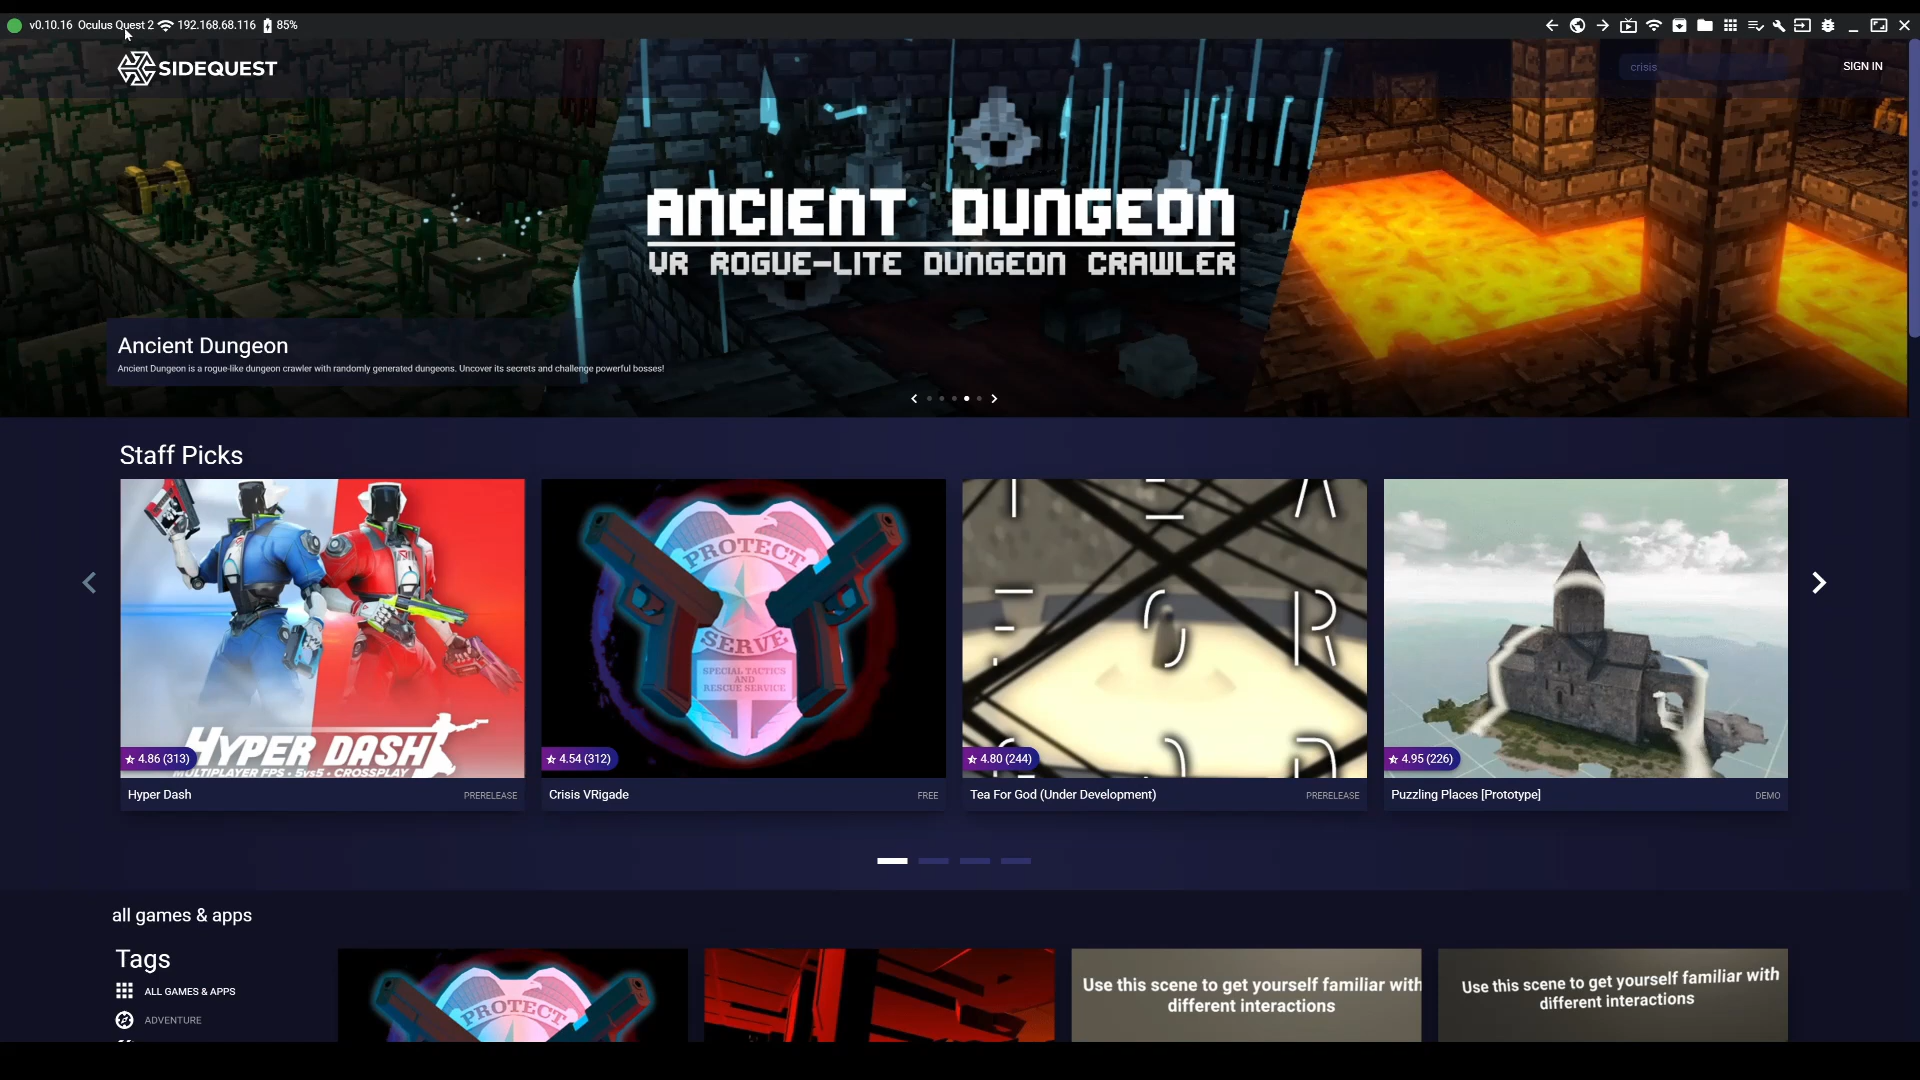 v0.10.16 Oculus Quest 2 192.168.68.116 85%
SIDEQUEST
crisis
SIGN IN
ANCIENT DUNGEON
VR ROGUE-LITE DUNGEON CRAWLER
Ancient Dungeon
Ancient Dungeon is a rogue-like dungeon crawler with randomly generated dungeons. Uncover its secrets and challenge powerful bosses!
Staff Picks
HYPER DASH
MULTIPLAYER FPS • 5vs5 • CROSSPLAY
4.86 (313)
Hyper Dash
PRERELEASE
PROTECT
SERVE
SPECIAL TACTICS
AND
RESCUE SERVICE
4.54 (312)
Crisis VRigade
FREE
T E A
F O R
G O D
4.80 (244)
Tea For God (Under Development)
PRERELEASE
4.95 (226)
Puzzling Places [Prototype]
DEMO
all games & apps
Tags
ALL GAMES & APPS
ADVENTURE
PROTECT
Use this scene to get yourself familiar with
different interactions
Use this scene to get yourself familiar with
different interactions